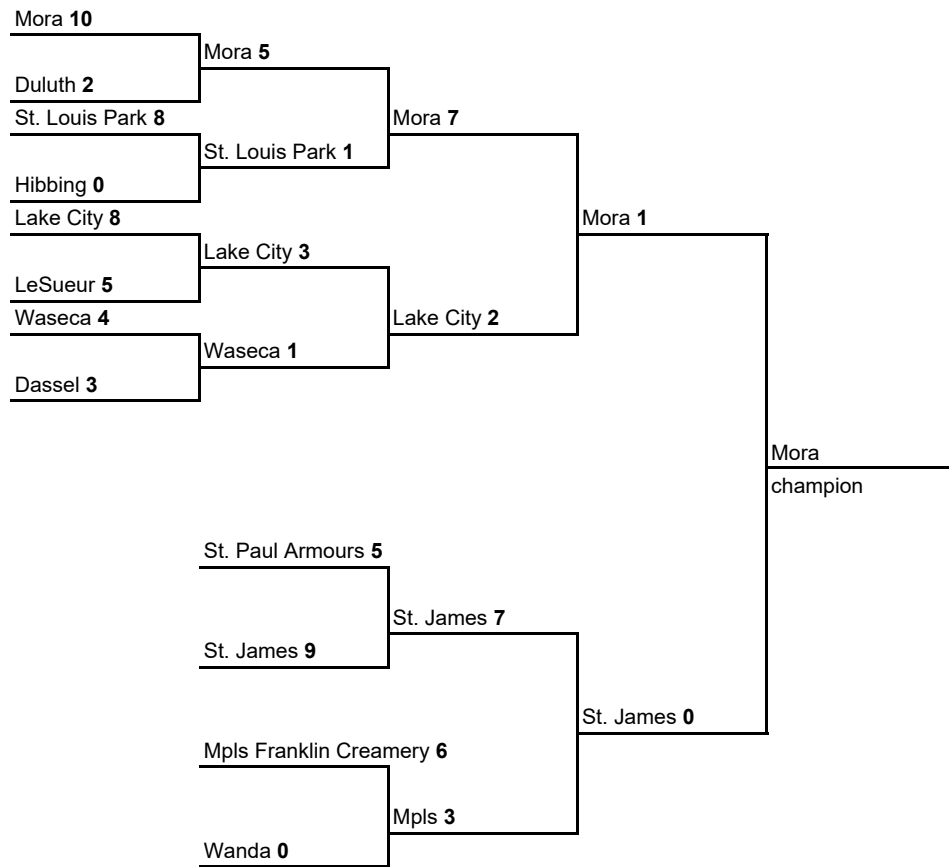 Mora 10
Mora 5
Duluth 2
St. Louis Park 8
Mora 7
St. Louis Park 1
Hibbing 0
Lake City 8
Mora 1
Lake City 3
LeSueur 5
Waseca 4
Lake City 2
Waseca 1
Dassel 3
Mora
champion
St. Paul Armours 5
St. James 7
St. James 9
St. James 0
Mpls Franklin Creamery 6
Mpls 3
Wanda 0